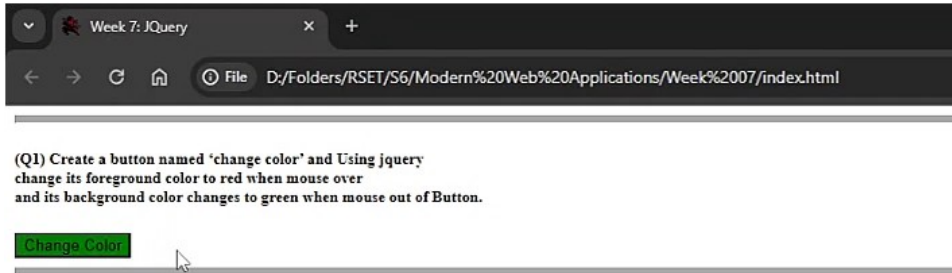 Week 7: JQuery
File D:/Folders/RSET/S6/Modern%20Web%20Applications/Week%2007/index.html
(Q1) Create a button named ‘change color’ and Using jquery
change its foreground color to red when mouse over
and its background color changes to green when mouse out of Button.
Change Color